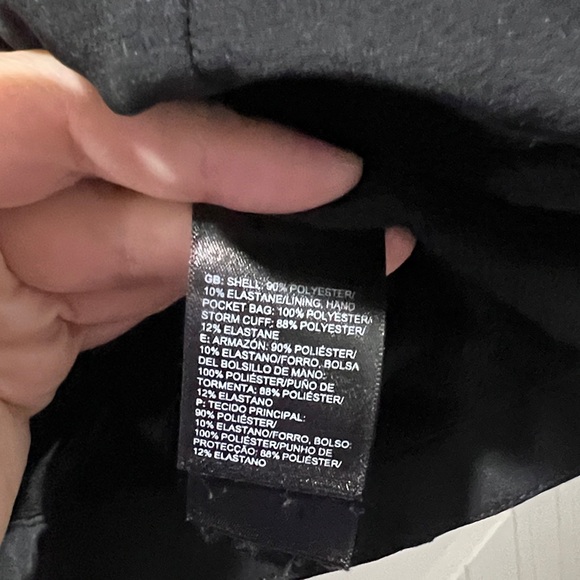 GB: SHELL: 90% POLYESTER/
10% ELASTANE/LINING, HAND
POCKET BAG: 100% POLYESTER/
STORM CUFF: 88% POLYESTER/
12% ELASTANE
E: ARMAZÓN: 90% POLIÉSTER/
10% ELASTANO/FORRO, BOLSA
DEL BOLSILLO DE MANO:
100% POLIÉSTER/PUÑO DE
TORMENTA: 88% POLIÉSTER/
12% ELASTANO
P: TECIDO PRINCIPAL:
90% POLIÉSTER/
10% ELASTANO/FORRO, BOLSO:
100% POLIÉSTER/PUNHO DE
PROTECÇÃO: 88% POLIÉSTER/
12% ELASTANO